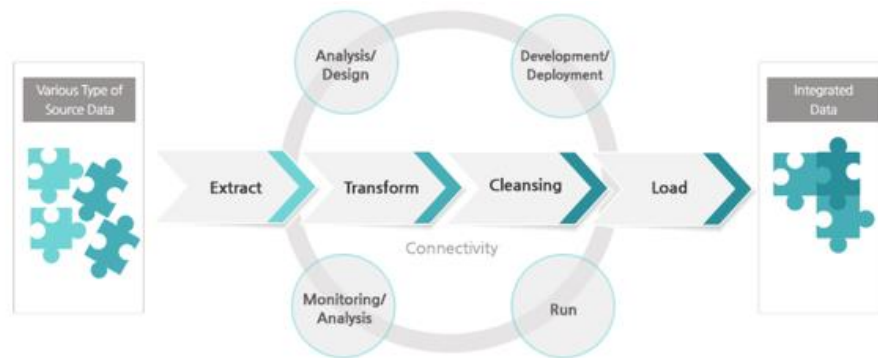 Analysis/
Design
Development/
Deployment
Various Type of
Source Data
Integrated
Data
Extract
Transform
Cleansing
Load
Connectivity
Monitoring/
Analysis
Run